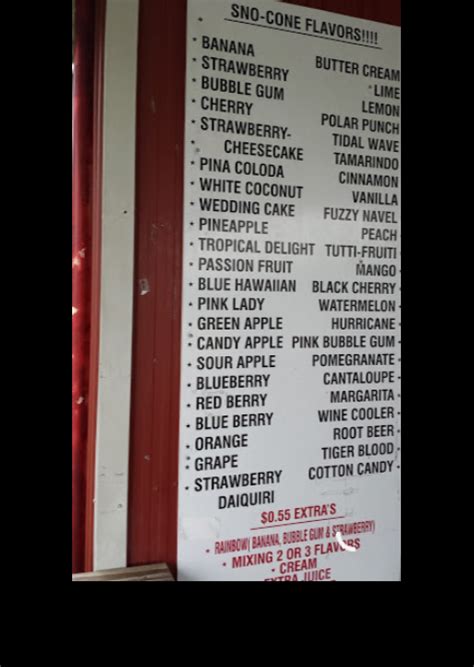 SNO-CONE FLAVORS!!!!
• BANANA
• STRAWBERRY
• BUBBLE GUM
• CHERRY
• STRAWBERRY-
• CHEESECAKE
• PINA COLODA
• WHITE COCONUT
• WEDDING CAKE
• PINEAPPLE
• TROPICAL DELIGHT
• PASSION FRUIT
• BLUE HAWAIIAN
• PINK LADY
• GREEN APPLE
• CANDY APPLE
• SOUR APPLE
• BLUEBERRY
• RED BERRY
• BLUE BERRY
• ORANGE
• GRAPE
• STRAWBERRY
DAIQUIRI
BUTTER CREAM
• LIME
LEMON
POLAR PUNCH
TIDAL WAVE
TAMARINDO
CINNAMON
VANILLA
FUZZY NAVEL
PEACH •
TUTTI-FRUITI •
MANGO •
BLACK CHERRY •
WATERMELON •
HURRICANE •
PINK BUBBLE GUM •
POMEGRANATE •
CANTALOUPE •
MARGARITA •
WINE COOLER •
ROOT BEER •
TIGER BLOOD •
COTTON CANDY •
$0.55 EXTRA'S
• RAINBOW( BANANA, BUBBLE GUM & STRAWBERRY)
• MIXING 2 OR 3 FLAVORS
• CREAM
EXTRA JUICE